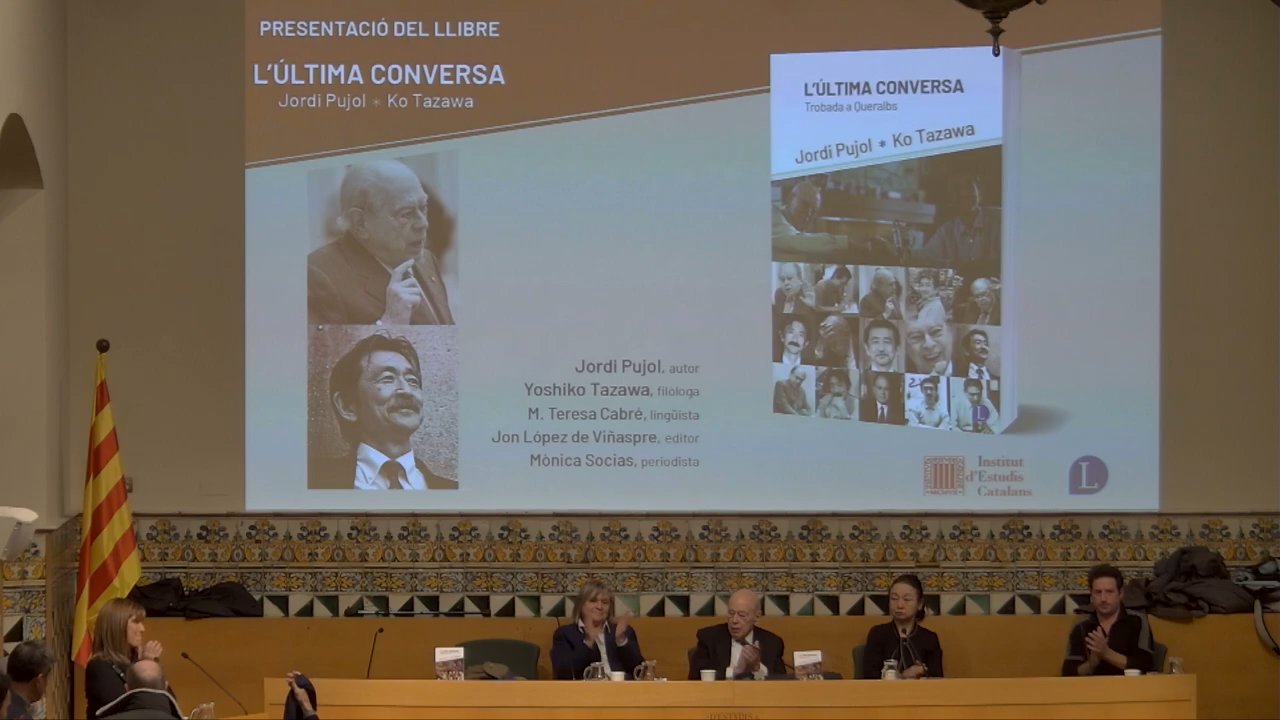 PRESENTACIÓ DEL LLIBRE
L'ÚLTIMA CONVERSA
Jordi Pujol * Ko Tazawa
L'ÚLTIMA CONVERSA
Trobada a Queralbs
Jordi Pujol * Ko Tazawa
Jordi Pujol, autor
Yoshiko Tazawa, filòloga
M. Teresa Cabré, lingüista
Jon López de Viñaspre, editor
Mònica Socias, periodista
Institut
d'Estudis
Catalans
L
L